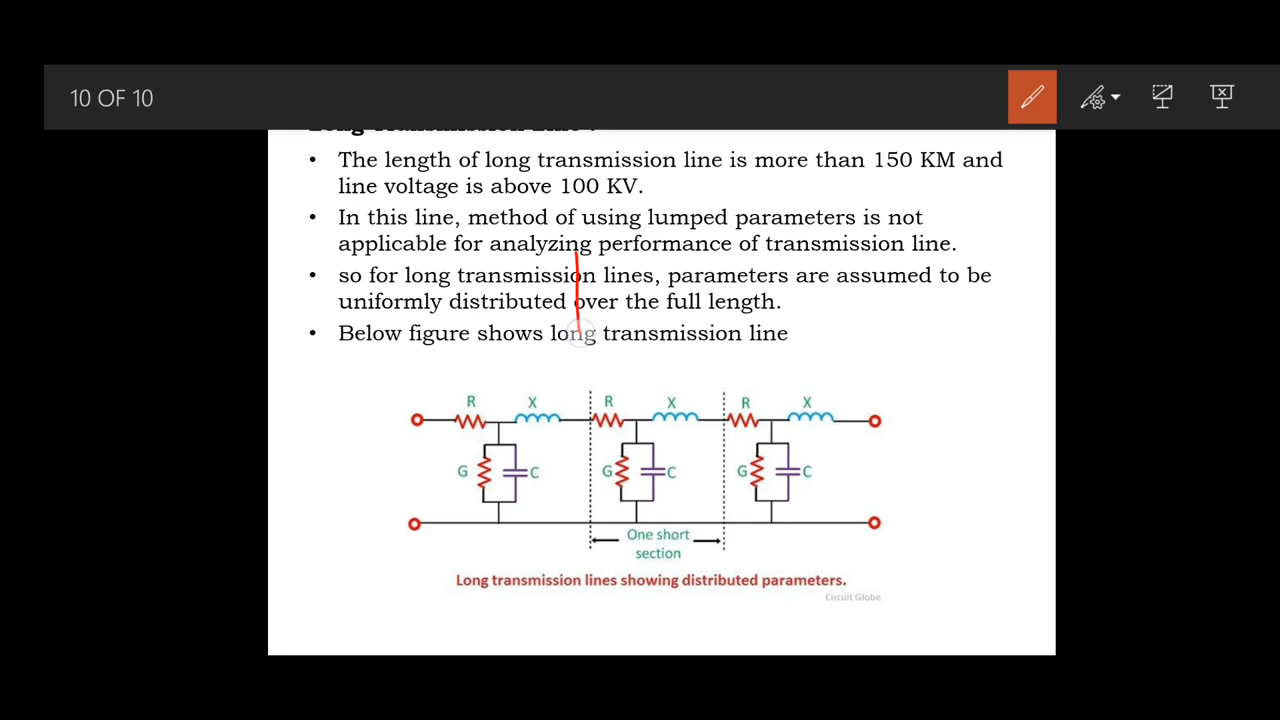 10 OF 10
Long Transmission Line :
• The length of long transmission line is more than 150 KM and
line voltage is above 100 KV.
• In this line, method of using lumped parameters is not
applicable for analyzing performance of transmission line.
• so for long transmission lines, parameters are assumed to be
uniformly distributed over the full length.
• Below figure shows long transmission line
R X R X R X
G C G C G C
One short
section
Long transmission lines showing distributed parameters.
Circuit Globe